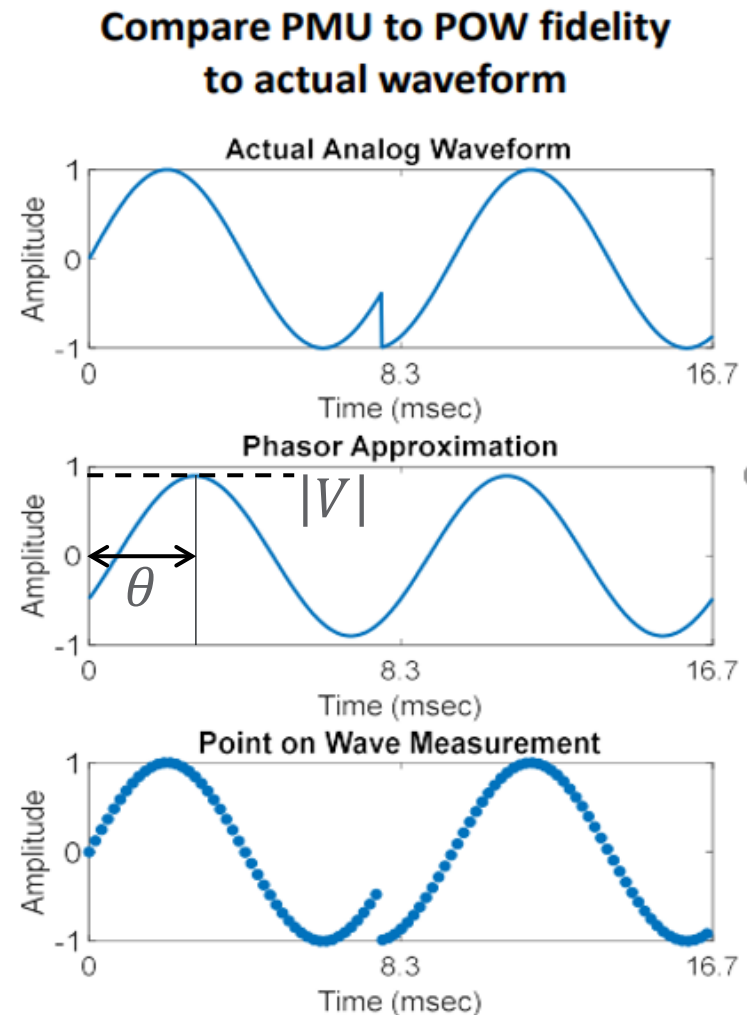 Compare PMU to POW fidelity
to actual waveform
Actual Analog Waveform
1
0
-1
Amplitude
0
8.3
16.7
Time (msec)
Phasor Approximation
1
0
-1
Amplitude
|V|
θ
0
8.3
16.7
Time (msec)
Point on Wave Measurement
1
0
-1
Amplitude
0
8.3
16.7
Time (msec)